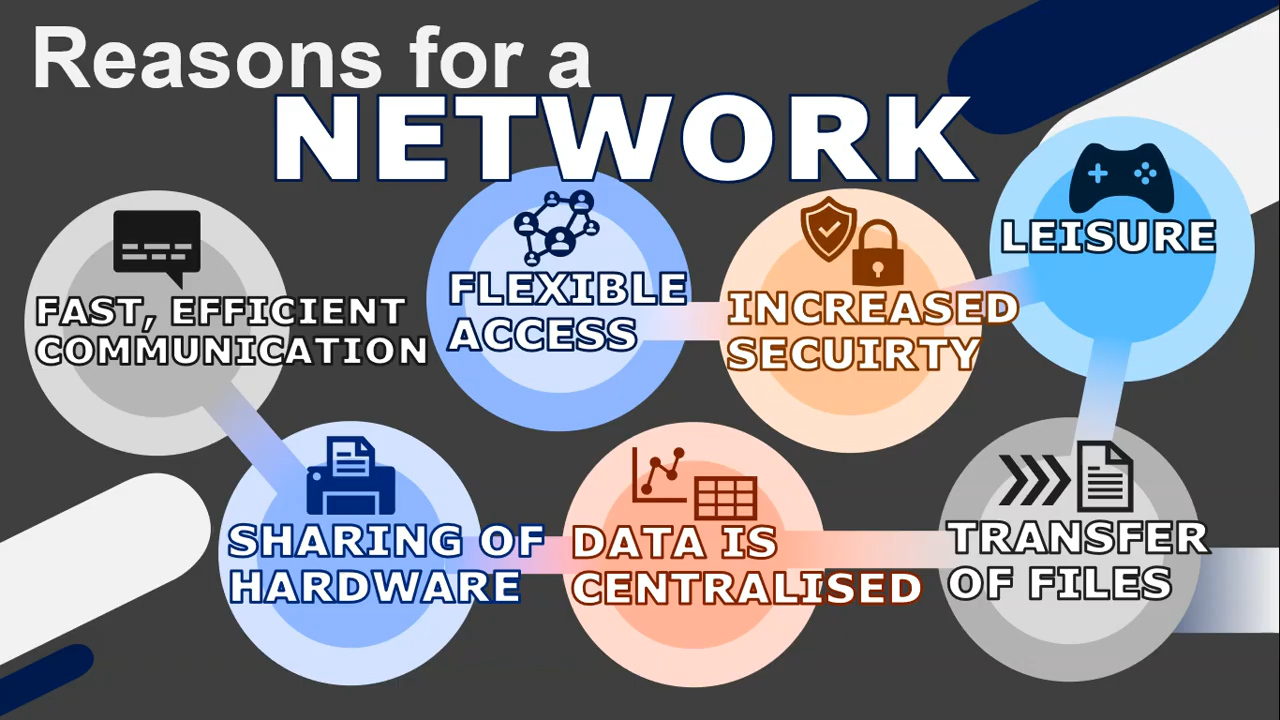 Reasons for a
NETWORK
FAST, EFFICIENT
COMMUNICATION
FLEXIBLE
ACCESS
INCREASED
SECUIRTY
LEISURE
SHARING OF
HARDWARE
DATA IS
CENTRALISED
TRANSFER
OF FILES